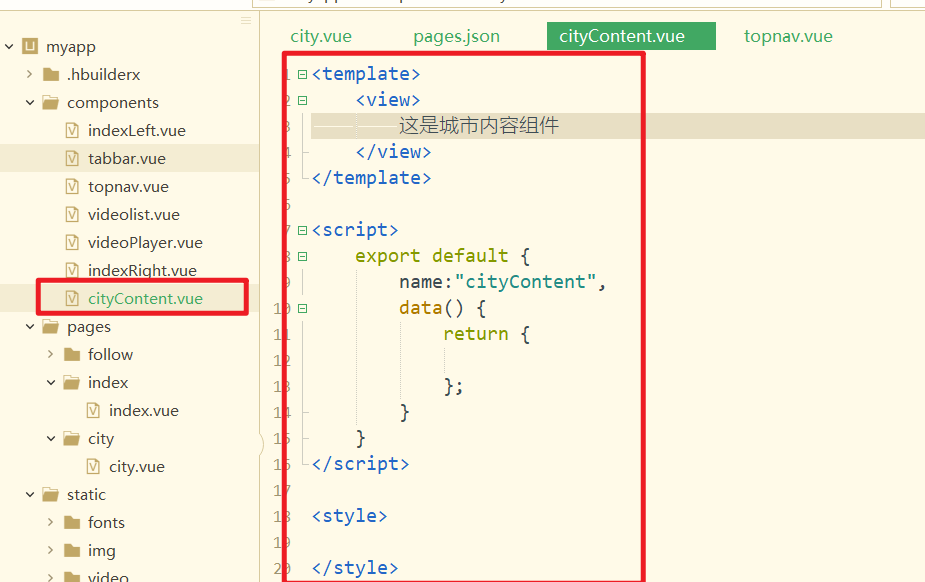 myapp
.hbuilderx
components
indexLeft.vue
tabbar.vue
topnav.vue
videolist.vue
videoPlayer.vue
indexRight.vue
cityContent.vue
pages
follow
index
index.vue
city
city.vue
static
fonts
img
video
city.vue pages.json cityContent.vue topnav.vue
1 <template>
2 <view>
3 这是城市内容组件
4 </view>
5 </template>
6
7 <script>
8 export default {
9 name:"cityContent",
10 data() {
11 return {
12
13 };
14 }
15 }
16 </script>
17
18 <style>
19
20 </style>